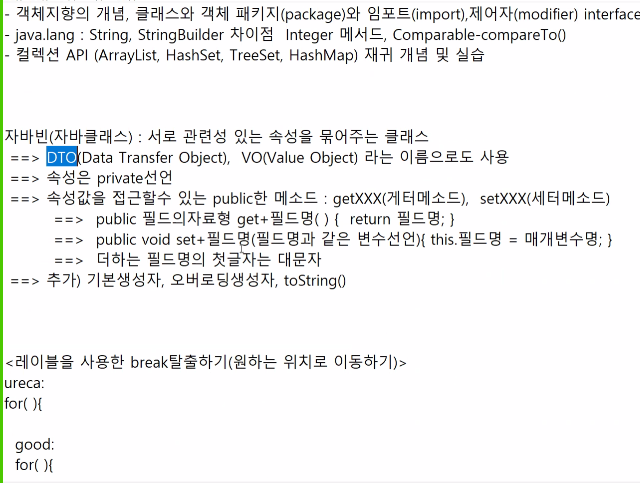 - 객체지향의 개념, 클래스와 객체 패키지(package)와 임포트(import),제어자(modifier) interface
- java.lang : String, StringBuilder 차이점  Integer 메서드, Comparable-compareTo()
- 컬렉션 API (ArrayList, HashSet, TreeSet, HashMap) 재귀 개념 및 실습
자바빈(자바클래스) : 서로 관련성 있는 속성을 묶어주는 클래스
==> DTO(Data Transfer Object),  VO(Value Object) 라는 이름으로도 사용
==> 속성은 private선언
==> 속성값을 접근할수 있는 public한 메소드 : getXXX(게터메소드),  setXXX(세터메소드)
==>  public 필드의자료형 get+필드명( ) {  return 필드명; }
==>  public void set+필드명(필드명과 같은 변수선언){ this.필드명 = 매개변수명; }
==>  더하는 필드명의 첫글자는 대문자
==> 추가) 기본생성자, 오버로딩생성자, toString()
<레이블을 사용한 break탈출하기(원하는 위치로 이동하기)>
ureca:
for( ){
good:
for( ){